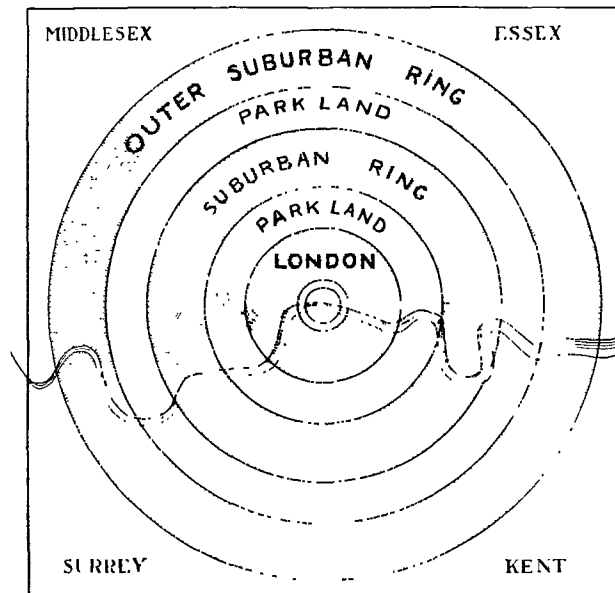 MIDDLESEX
ESSEX
OUTER SUBURBAN RING
PARK LAND
SUBURBAN RING
PARK LAND
LONDON
SURREY
KENT